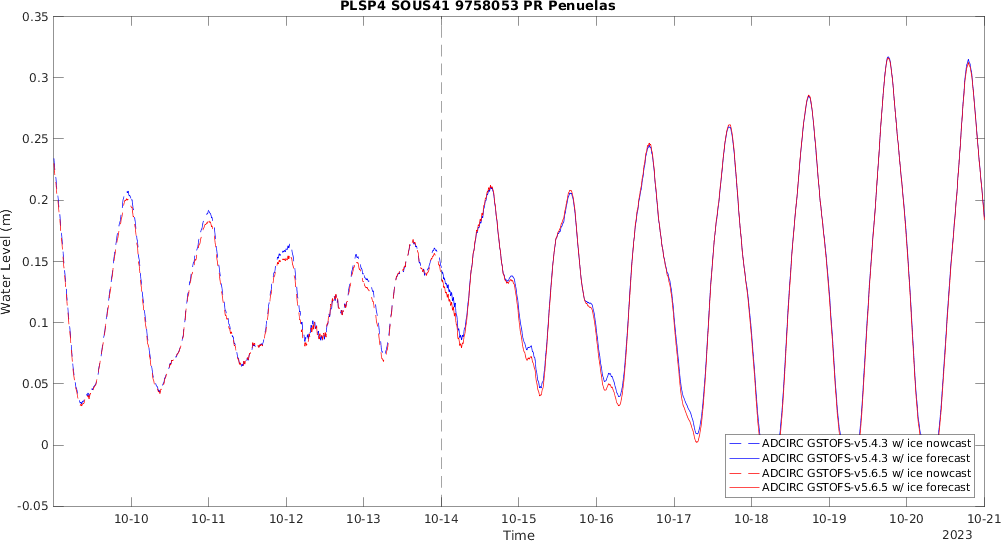 PLSP4 SOUS41 9758053 PR Penuelas
0.35
0.3
0.25
0.2
0.15
0.1
0.05
0
-0.05
Water Level (m)
10-10 10-11 10-12 10-13 10-14 10-15 10-16 10-17 10-18 10-19 10-20 10-21
Time
2023
ADCIRC GSTOFS-v5.4.3 w/ ice nowcast
ADCIRC GSTOFS-v5.4.3 w/ ice forecast
ADCIRC GSTOFS-v5.6.5 w/ ice nowcast
ADCIRC GSTOFS-v5.6.5 w/ ice forecast